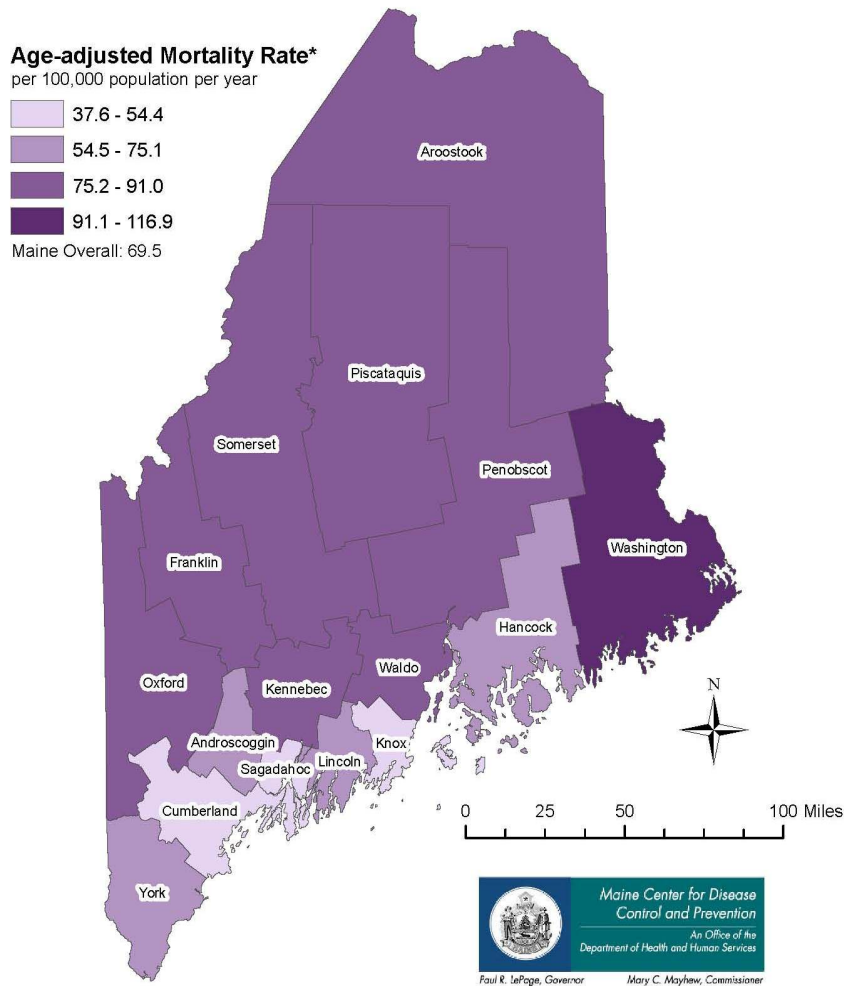 Age-adjusted Mortality Rate*
per 100,000 population per year
37.6 - 54.4
54.5 - 75.1
75.2 - 91.0
91.1 - 116.9
Maine Overall: 69.5
Aroostook
Piscataquis
Somerset
Penobscot
Washington
Franklin
Hancock
Waldo
Oxford
Kennebec
Androscoggin
Knox
Lincoln
Sagadahoc
Cumberland
York
N
0 25 50 100 Miles
Maine Center for Disease
Control and Prevention
An Office of the
Department of Health and Human Services
Paul R. LePage, Governor Mary C. Mayhew, Commissioner